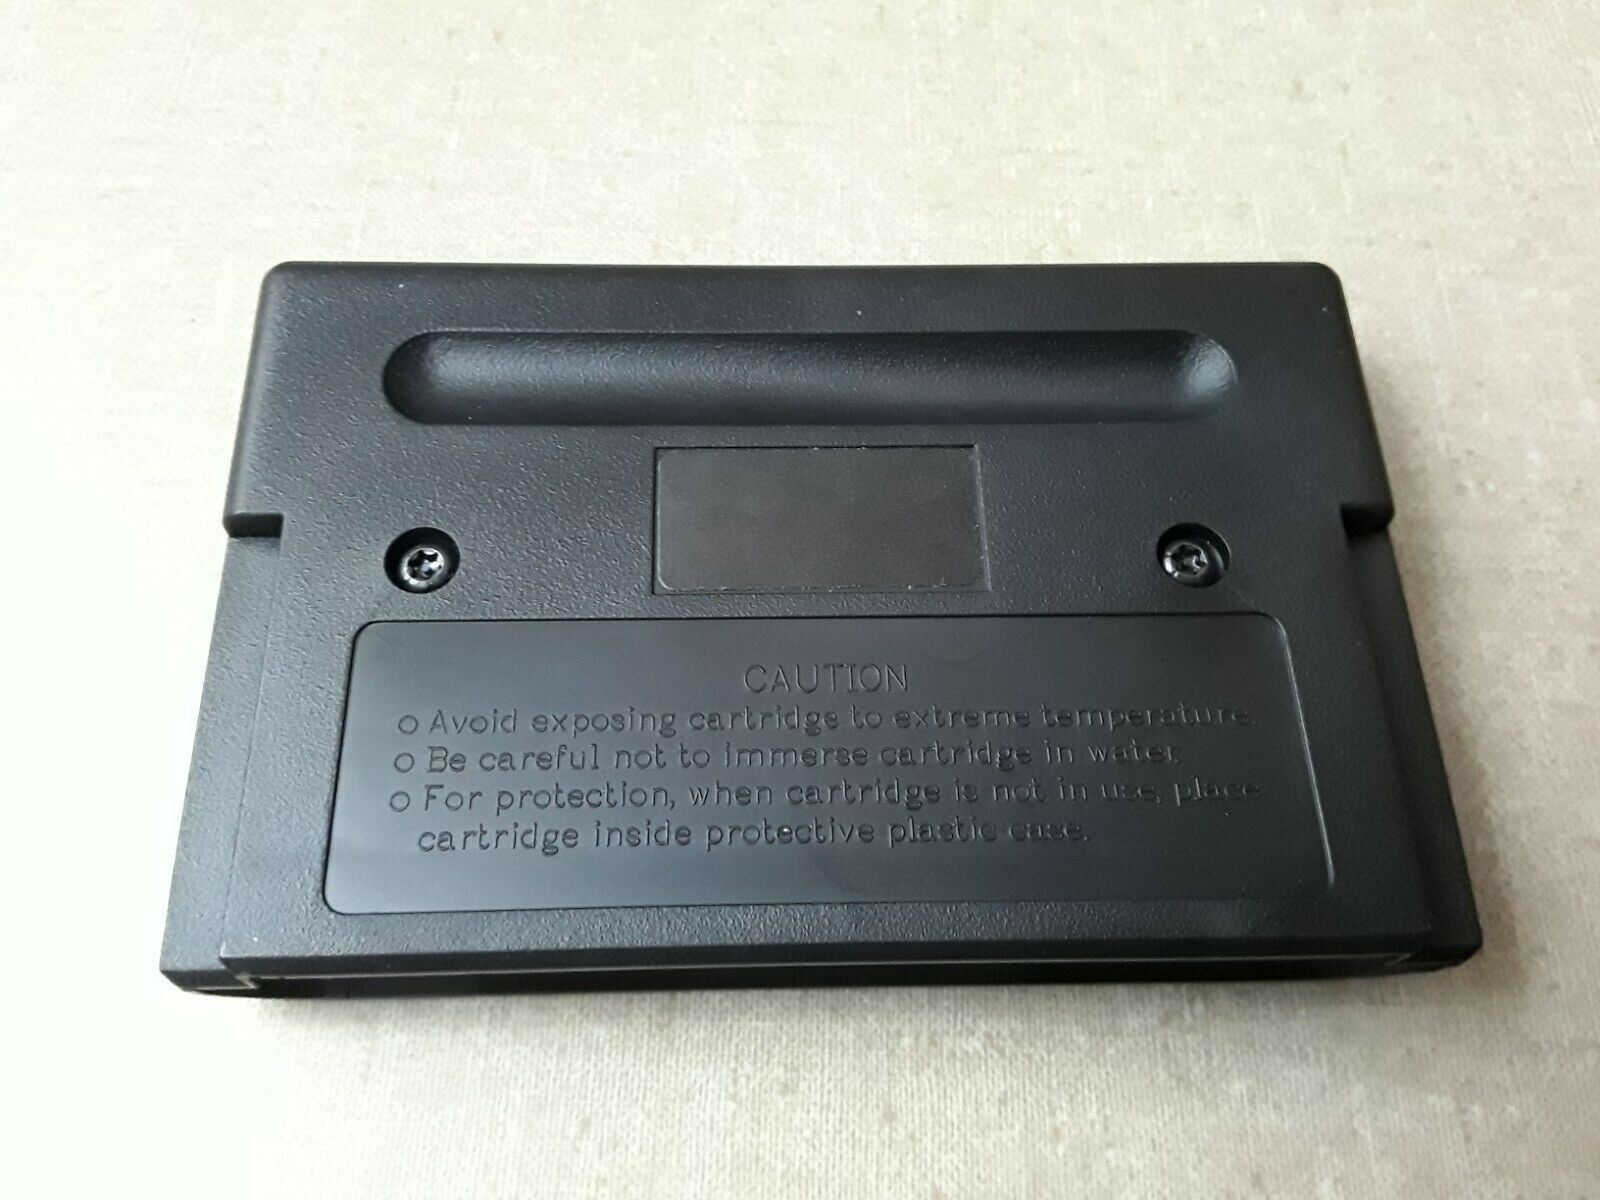 CAUTION
o Avoid exposing cartridge to extreme temperature.
o Be careful not to immerse cartridge in water.
o For protection, when cartridge is not in use, place
cartridge inside protective plastic case.